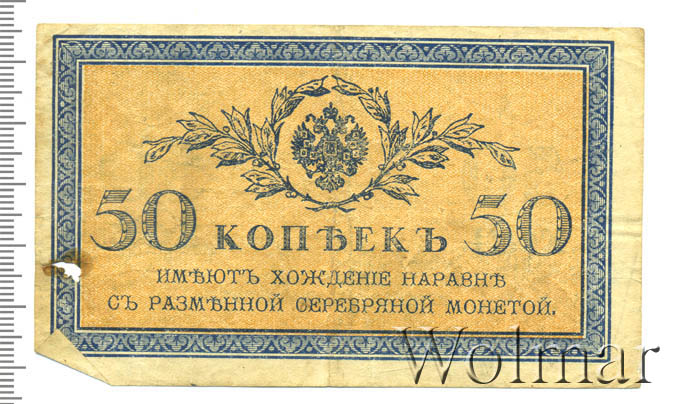 50 КОПѢЕКЪ 50
ИМѢЮТЪ ХОЖДЕНІЕ НАРАВНѢ
СЪ РАЗМѢННОЙ СЕРЕБРЯНОЙ МОНЕТОЙ.
Wolmar